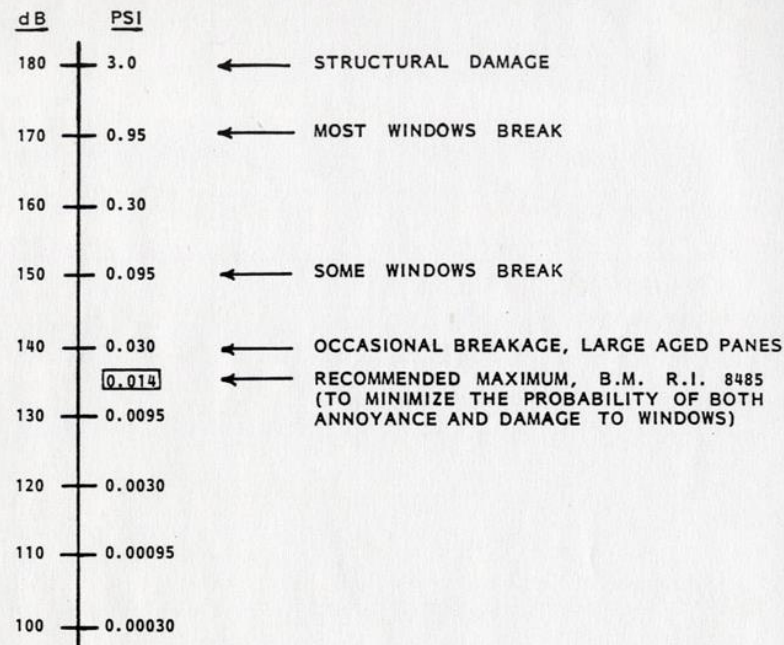 dB PSI
180 3.0 STRUCTURAL DAMAGE
170 0.95 MOST WINDOWS BREAK
160 0.30
150 0.095 SOME WINDOWS BREAK
140 0.030 OCCASIONAL BREAKAGE, LARGE AGED PANES
0.014 RECOMMENDED MAXIMUM, B.M. R.I. 8485
(TO MINIMIZE THE PROBABILITY OF BOTH
130 0.0095 ANNOYANCE AND DAMAGE TO WINDOWS)
120 0.0030
110 0.00095
100 0.00030